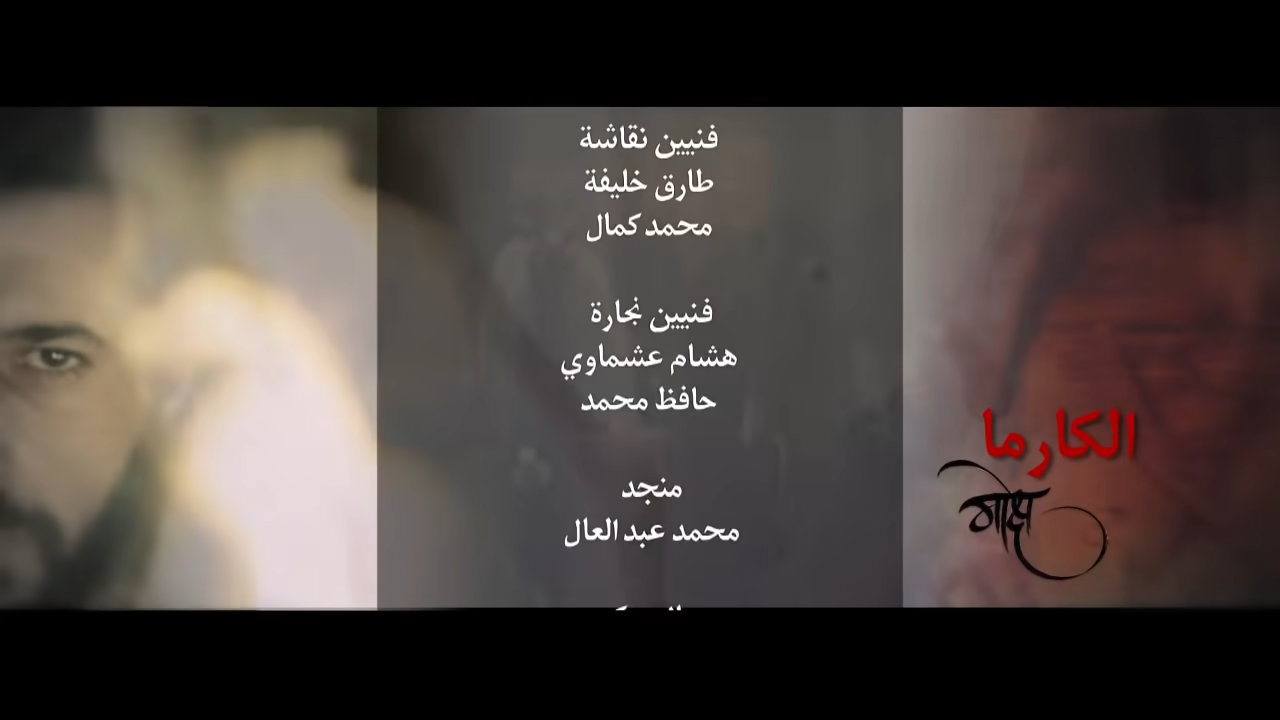 فنيين نقاشة
طارق خليفة
محمد كمال
فنيين نجارة
هشام عشماوي
حافظ محمد
منجد
محمد عبد العال
الكارما
मोक्ष